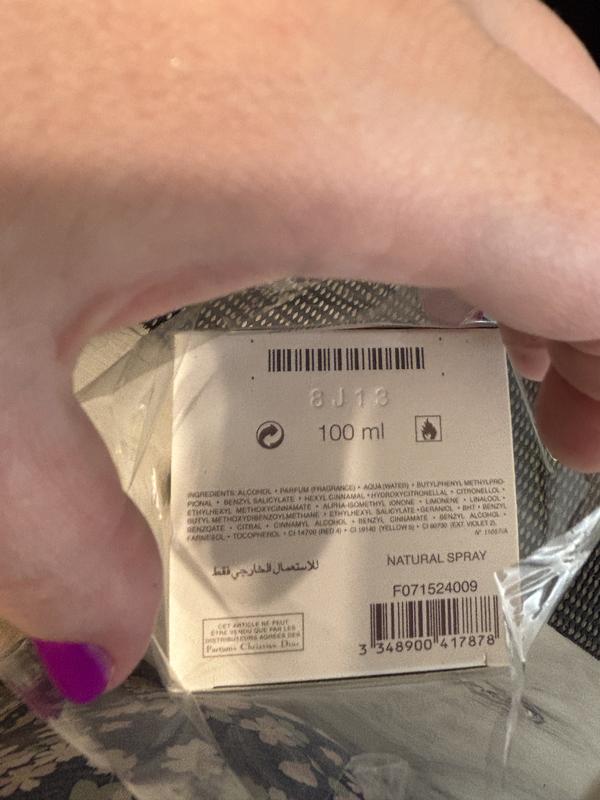 8J13
100 ml
INGREDIENTS: ALCOHOL • PARFUM (FRAGRANCE) • AQUA (WATER) • BUTYLPHENYL METHYLPRO-
PIONAL • BENZYL SALICYLATE • HEXYL CINNAMAL • HYDROXYCITRONELLAL • CITRONELLOL •
ETHYLHEXYL METHOXYCINNAMATE • ALPHA-ISOMETHYL IONONE • LIMONENE • LINALOOL •
BUTYL METHOXYDIBENZOYLMETHANE • ETHYLHEXYL SALICYLATE • GERANIOL • BHT • BENZYL
BENZOATE • CITRAL • CINNAMYL ALCOHOL • BENZYL CINNAMATE • BENZYL ALCOHOL •
FARNESOL • TOCOPHEROL • CI 14700 (RED 4) • CI 19140 (YELLOW 5) • CI 60730 (EXT. VIOLET 2).
للاستعمال الخارجي فقط
NATURAL SPRAY
F071524009
CET ARTICLE NE PEUT
ÊTRE VENDU QUE PAR LES
DISTRIBUTEURS AGRÉÉS DES
Parfums Christian Dior
3 348900 417878